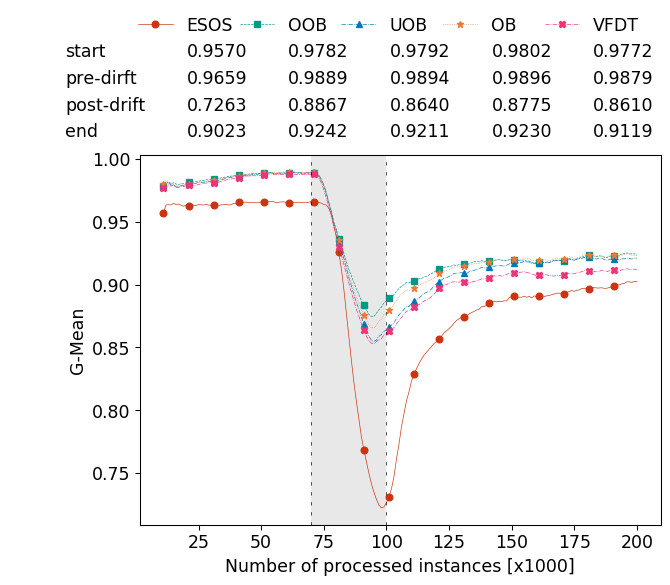 ESOS OOB UOB OB VFDT
start 0.9570 0.9782 0.9792 0.9802 0.9772
pre-dirft 0.9659 0.9889 0.9894 0.9896 0.9879
post-drift 0.7263 0.8867 0.8640 0.8775 0.8610
end 0.9023 0.9242 0.9211 0.9230 0.9119
1.00
0.95
0.90
0.85
0.80
0.75
G-Mean
25 50 75 100 125 150 175 200
Number of processed instances [x1000]